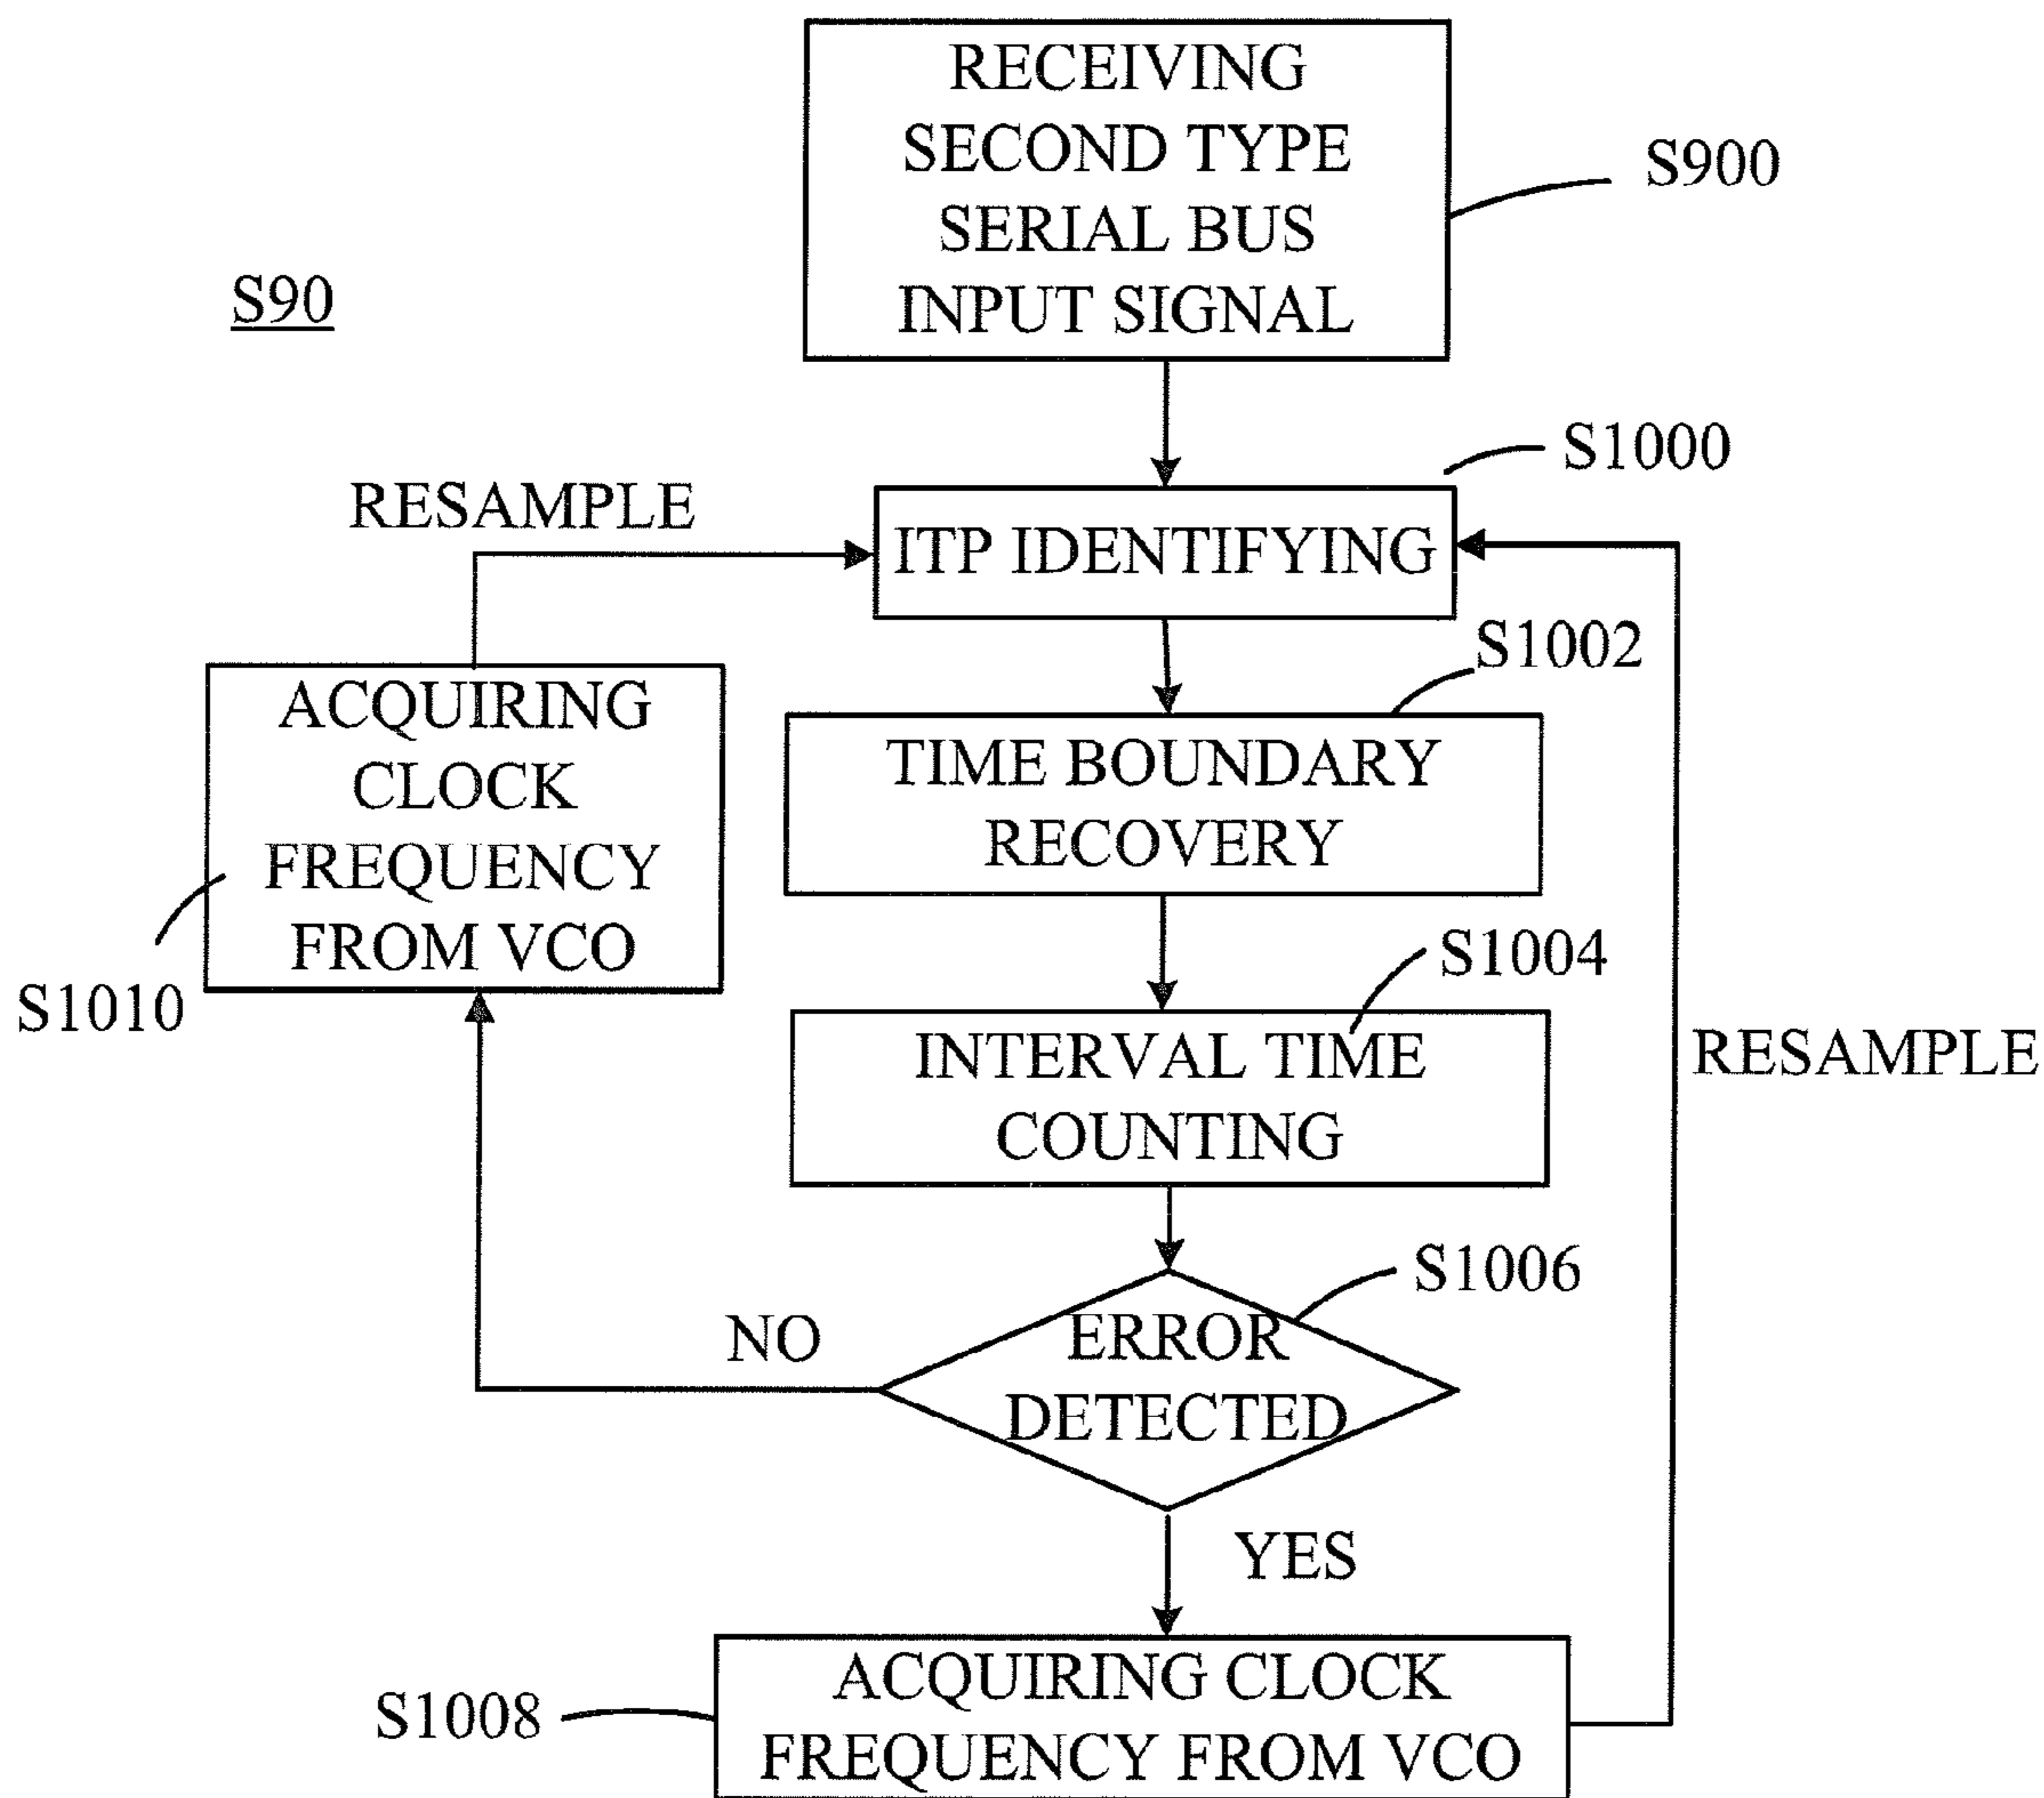 RECEIVING
SECOND TYPE
SERIAL BUS
INPUT SIGNAL
S900
S90
S1000
RESAMPLE
ITP IDENTIFYING
S1002
ACQUIRING
CLOCK
FREQUENCY
FROM VCO
S1010
TIME BOUNDARY
RECOVERY
S1004
INTERVAL TIME
COUNTING
RESAMPLE
S1006
NO
ERROR
DETECTED
YES
S1008
ACQUIRING CLOCK
FREQUENCY FROM VCO